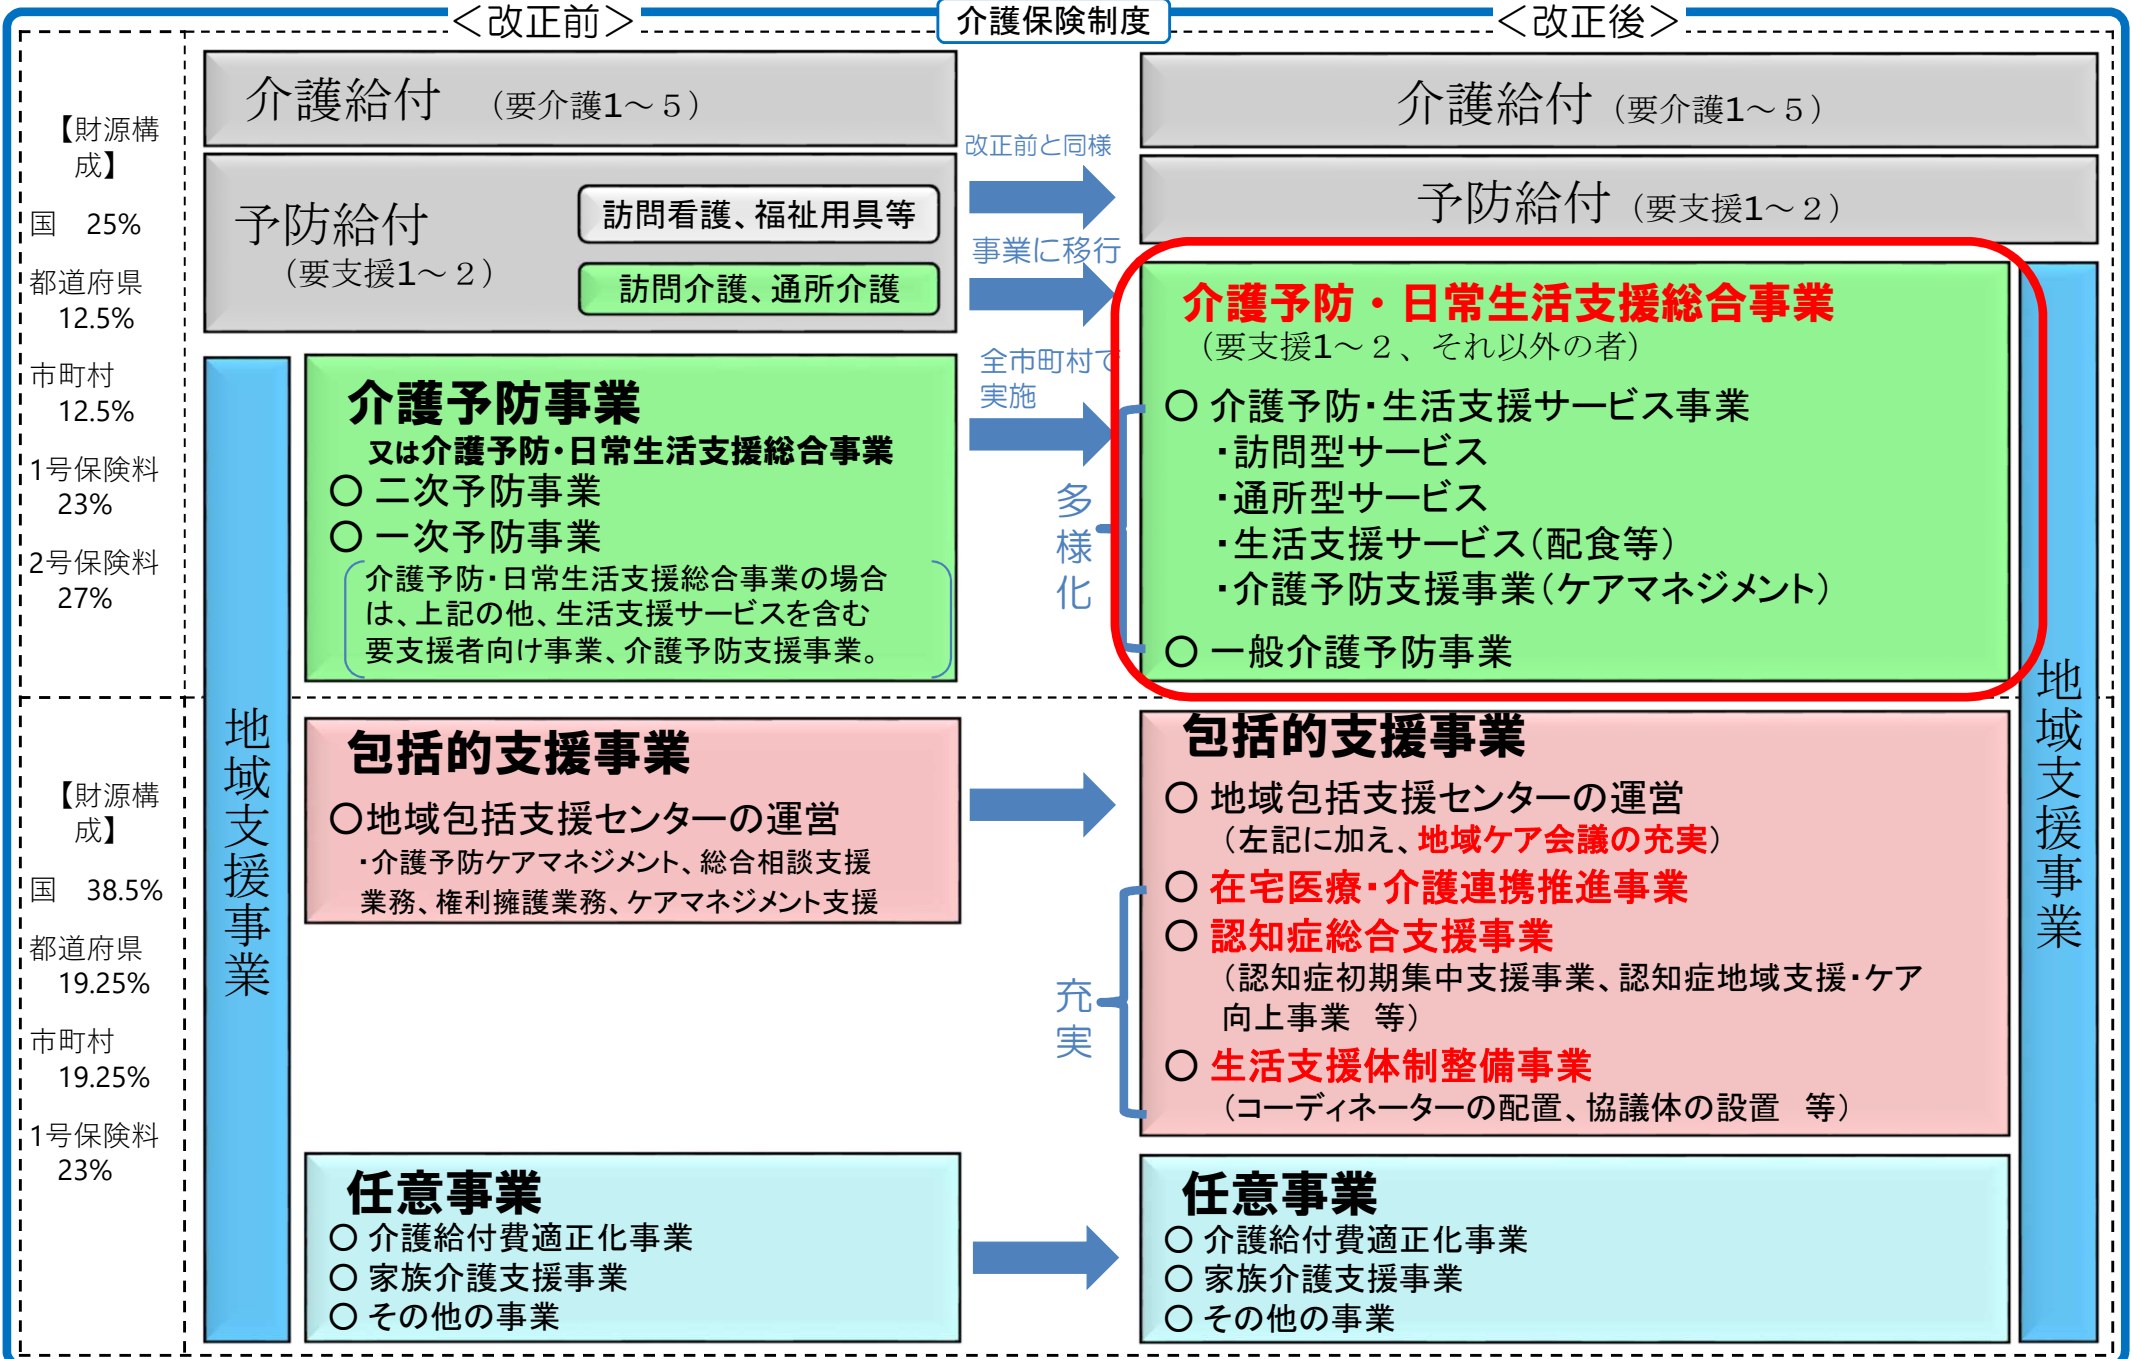 ＜改正前＞
介護保険制度
＜改正後＞
【財源構
成】
国　25%
都道府県
12.5%
市町村
12.5%
1号保険料
23%
2号保険料
27%
介護給付　（要介護1～５）
予防給付
（要支援1～２）
訪問看護、福祉用具等
訪問介護、通所介護
改正前と同様
事業に移行
全市町村で
実施
多様化
介護給付（要介護1～５）
予防給付（要支援1～２）
介護予防事業
又は介護予防・日常生活支援総合事業
○ 二次予防事業
○ 一次予防事業
介護予防・日常生活支援総合事業の場合
は、上記の他、生活支援サービスを含む
要支援者向け事業、介護予防支援事業。
介護予防・日常生活支援総合事業
（要支援1～２、それ以外の者）
○ 介護予防・生活支援サービス事業
・訪問型サービス
・通所型サービス
・生活支援サービス（配食等）
・介護予防支援事業（ケアマネジメント）
○ 一般介護予防事業
【財源構
成】
国　38.5%
都道府県
19.25%
市町村
19.25%
1号保険料
23%
地域支援事業
包括的支援事業
○地域包括支援センターの運営
・介護予防ケアマネジメント、総合相談支援
業務、権利擁護業務、ケアマネジメント支援
充実
包括的支援事業
○ 地域包括支援センターの運営
（左記に加え、地域ケア会議の充実）
○ 在宅医療・介護連携推進事業
○ 認知症総合支援事業
（認知症初期集中支援事業、認知症地域支援・ケア
向上事業　等）
○ 生活支援体制整備事業
（コーディネーターの配置、協議体の設置　等）
地域支援事業
任意事業
○ 介護給付費適正化事業
○ 家族介護支援事業
○ その他の事業
任意事業
○ 介護給付費適正化事業
○ 家族介護支援事業
○ その他の事業